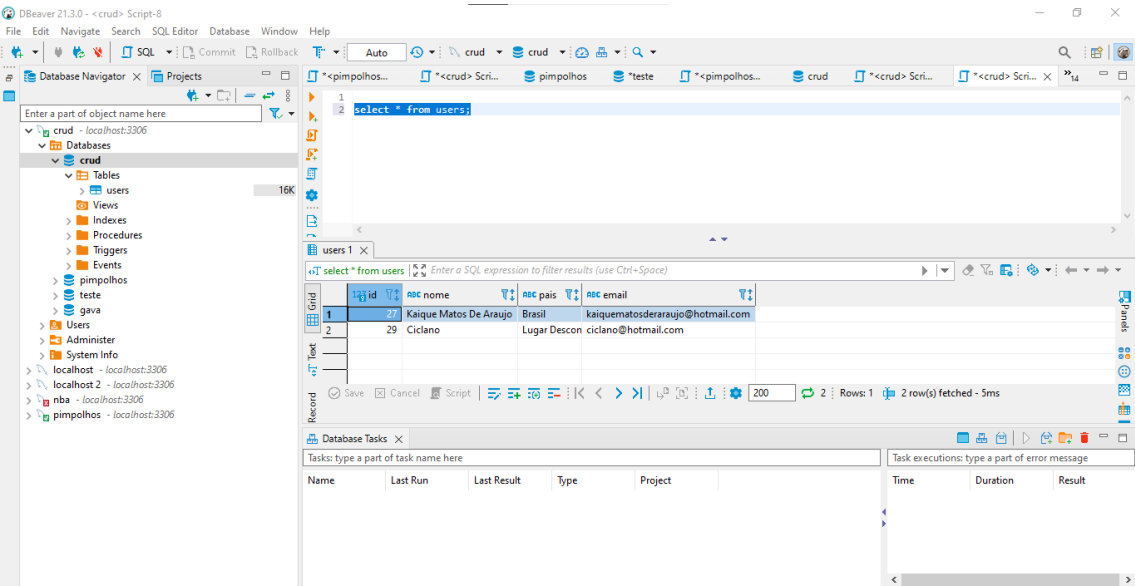 DBeaver 21.3.0 - <crud> Script-8
File Edit Navigate Search SQL Editor Database Window Help
SQL Commit Rollback Auto crud crud
Database Navigator Projects
*<pimpolhos... *<crud> Scri... pimpolhos *teste *<pimpolhos... crud *<crud> Scri... *<crud> Scri... »14
Enter a part of object name here
crud - localhost:3306
Databases
crud
Tables
users 16K
Views
Indexes
Procedures
Triggers
Events
pimpolhos
teste
gava
Users
Administer
System Info
localhost - localhost:3306
localhost 2 - localhost:3306
nba - localhost:3306
pimpolhos - localhost:3306
1
2 select * from users;
users 1
select * from users Enter a SQL expression to filter results (use Ctrl+Space)
Grid
Text
Record
123 id ABC nome ABC pais ABC email
1 27 Kaique Matos De Araujo Brasil kaiquematosderaraujo@hotmail.com
2 29 Ciclano Lugar Descon ciclano@hotmail.com
Panels
Save Cancel Script 200 2 Rows: 1 2 row(s) fetched - 5ms
Database Tasks
Tasks: type a part of task name here
Task executions: type a part of error message
Name Last Run Last Result Type Project
Time Duration Result